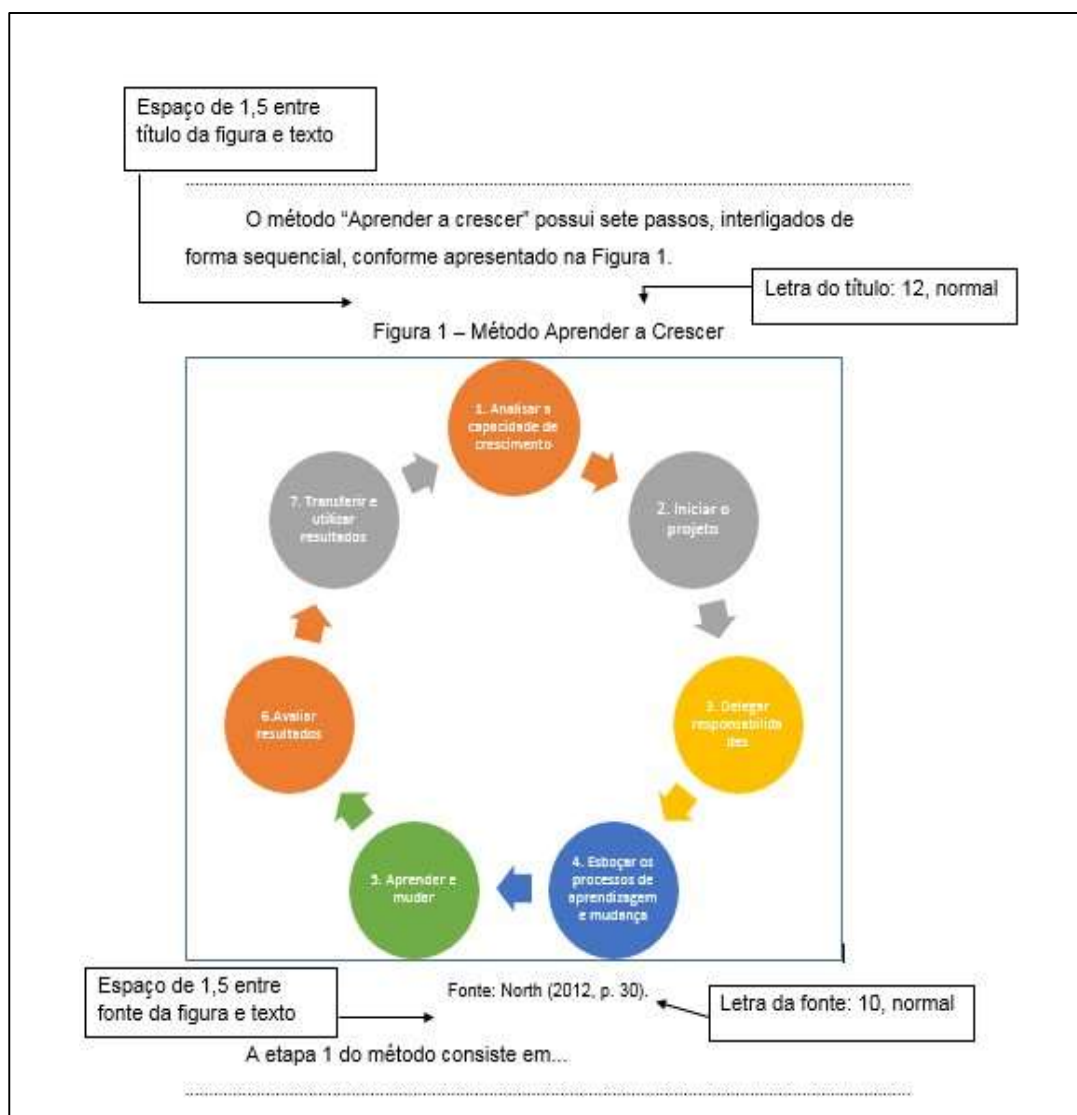 Espaço de 1,5 entre
título da figura e texto
O método “Aprender a crescer” possui sete passos, interligados de
forma sequencial, conforme apresentado na Figura 1.
Letra do título: 12, normal
Figura 1 – Método Aprender a Crescer
1. Analisar a
capacidade de
crescimento
2. Iniciar o
projeto
3. Delegar
responsabilida
des
4. Esboçar os
processos de
aprendizagem
e mudança
5. Aprender e
mudar
6.Avaliar
resultados
7. Transferir e
utilizar
resultados
Fonte: North (2012, p. 30).
Espaço de 1,5 entre
fonte da figura e texto
Letra da fonte: 10, normal
A etapa 1 do método consiste em...